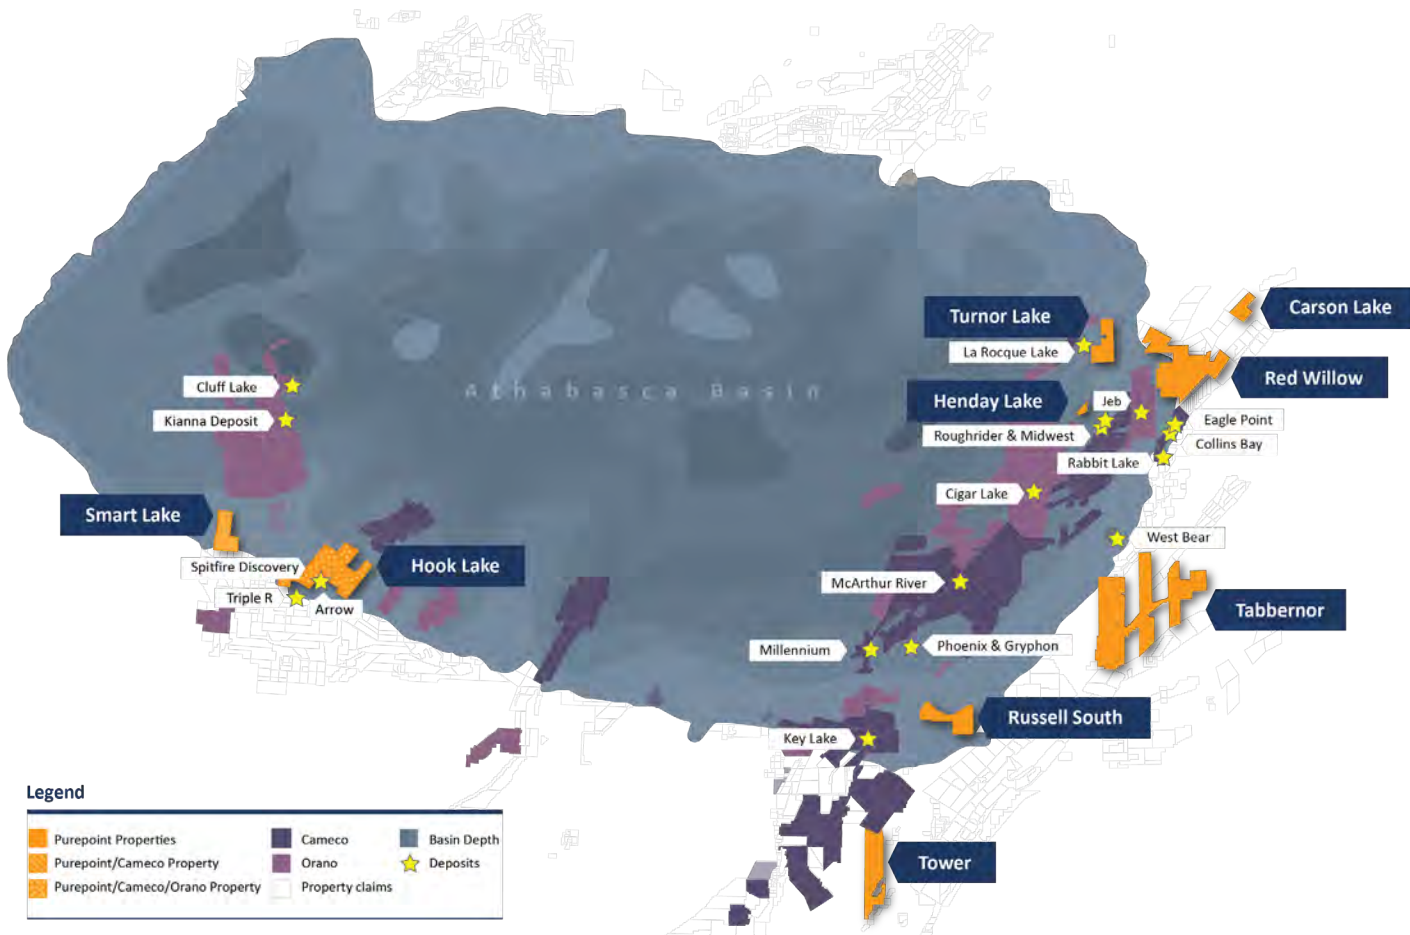 Carson Lake
Turnor Lake
La Rocque Lake
Red Willow
Cluff Lake
Athabasca Basin
Henday Lake
Jeb
Kianna Deposit
Eagle Point
Roughrider & Midwest
Collins Bay
Rabbit Lake
Cigar Lake
Smart Lake
West Bear
Spitfire Discovery
Hook Lake
McArthur River
Triple R
Arrow
Tabbernor
Millennium
Phoenix & Gryphon
Russell South
Key Lake
Tower
Legend
Purepoint Properties
Purepoint/Cameco Property
Purepoint/Cameco/Orano Property
Cameco
Orano
Property claims
Basin Depth
Deposits